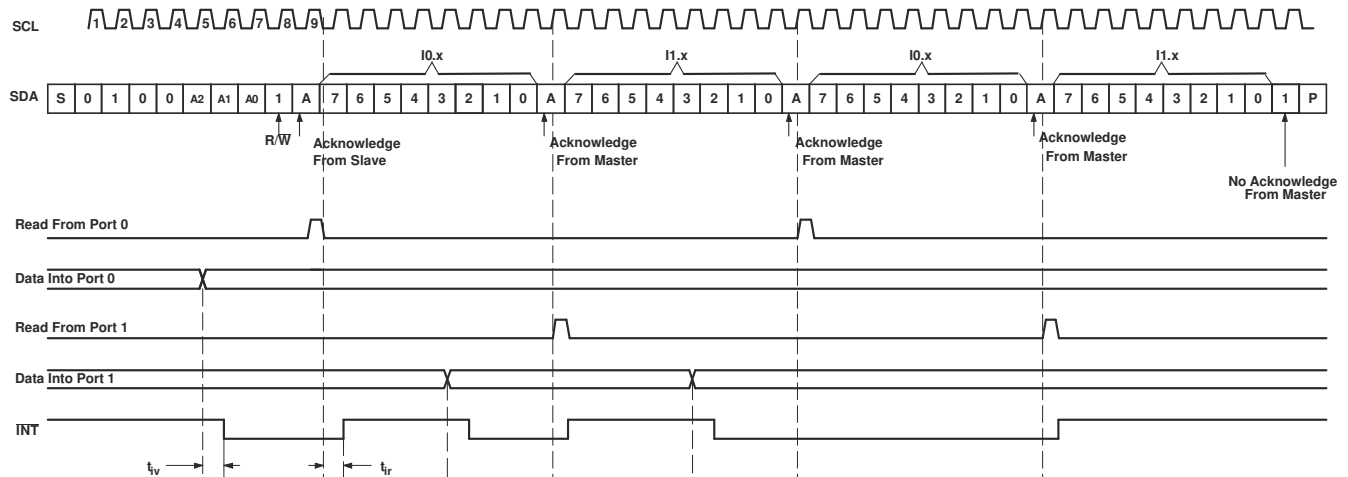 SCL 1 2 3 4 5 6 7 8 9
I0.x I1.x I0.x I1.x
SDA S 0 1 0 0 A2 A1 A0 1 A 7 6 5 4 3 2 1 0 A 7 6 5 4 3 2 1 0 A 7 6 5 4 3 2 1 0 A 7 6 5 4 3 2 1 0 1 P
R/W̅
Acknowledge
From Slave
Acknowledge
From Master
Acknowledge
From Master
Acknowledge
From Master
No Acknowledge
From Master
Read From Port 0
Data Into Port 0
Read From Port 1
Data Into Port 1
I̅N̅T̅
tiv tir